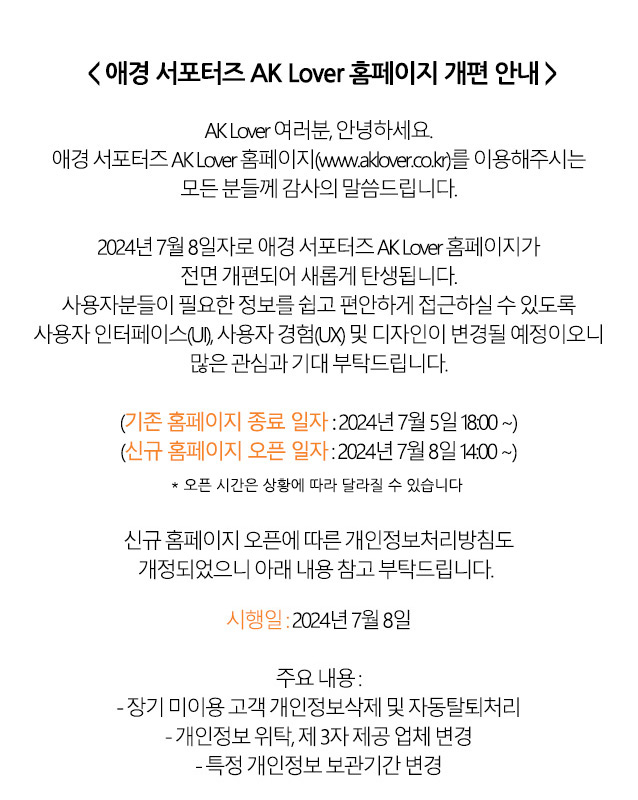 < 애경 서포터즈 AK Lover 홈페이지 개편 안내 >
AK Lover 여러분, 안녕하세요.
애경 서포터즈 AK Lover 홈페이지(www.aklover.co.kr)를 이용해주시는
모든 분들께 감사의 말씀드립니다.
2024년 7월 8일자로 애경 서포터즈 AK Lover 홈페이지가
전면 개편되어 새롭게 탄생됩니다.
사용자분들이 필요한 정보를 쉽고 편안하게 접근하실 수 있도록
사용자 인터페이스(UI), 사용자 경험(UX) 및 디자인이 변경될 예정이오니
많은 관심과 기대 부탁드립니다.
(기존 홈페이지 종료 일자 : 2024년 7월 5일 18:00 ~)
(신규 홈페이지 오픈 일자 : 2024년 7월 8일 14:00 ~)
* 오픈 시간은 상황에 따라 달라질 수 있습니다
신규 홈페이지 오픈에 따른 개인정보처리방침도
개정되었으니 아래 내용 참고 부탁드립니다.
시행일 : 2024년 7월 8일
주요 내용 :
- 장기 미이용 고객 개인정보삭제 및 자동탈퇴처리
- 개인정보 위탁, 제 3자 제공 업체 변경
- 특정 개인정보 보관기간 변경